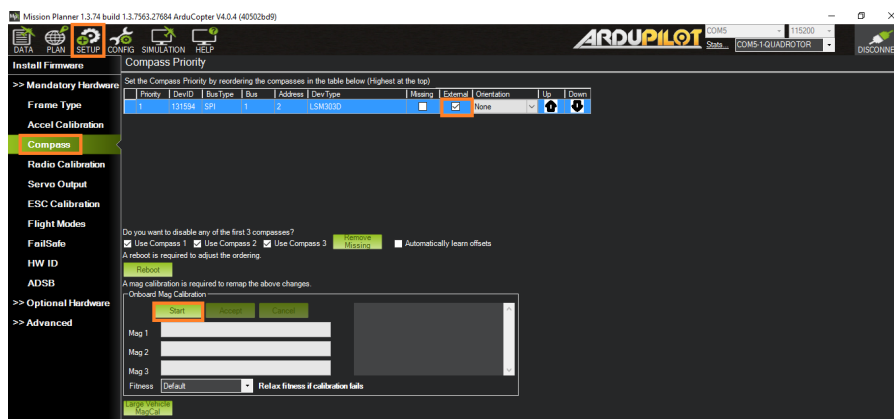 Mission Planner 1.3.74 build 1.3.7563.27684 ArduCopter V4.0.4 (40502bd9)
DATA PLAN SETUP CONFIG SIMULATION HELP
ARDUPILOT
COM5 115200
Stats... COM5-1-QUADROTOR
DISCONNE
Install Firmware
>> Mandatory Hardware
Frame Type
Accel Calibration
Compass
Radio Calibration
Servo Output
ESC Calibration
Flight Modes
FailSafe
HW ID
ADSB
>> Optional Hardware
>> Advanced
Compass Priority
Set the Compass Priority by reordering the compasses in the table below (Highest at the top)
Priority DevID BusType Bus Address DevType Missing External Orientation Up Down
1 131594 SPI 1 2 LSM303D None
Do you want to disable any of the first 3 compasses?
Use Compass 1 Use Compass 2 Use Compass 3 Remove Missing Automatically learn offsets
A reboot is required to adjust the ordering.
Reboot
A mag calibration is required to remap the above changes.
Onboard Mag Calibration
Start Accept Cancel
Mag 1
Mag 2
Mag 3
Fitness Default Relax fitness if calibration fails
Large Vehicle
MagCal